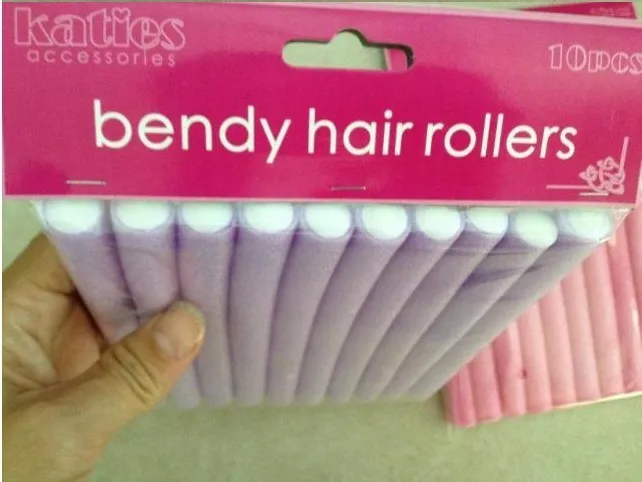 katies
accessories
10pcs
bendy hair rollers